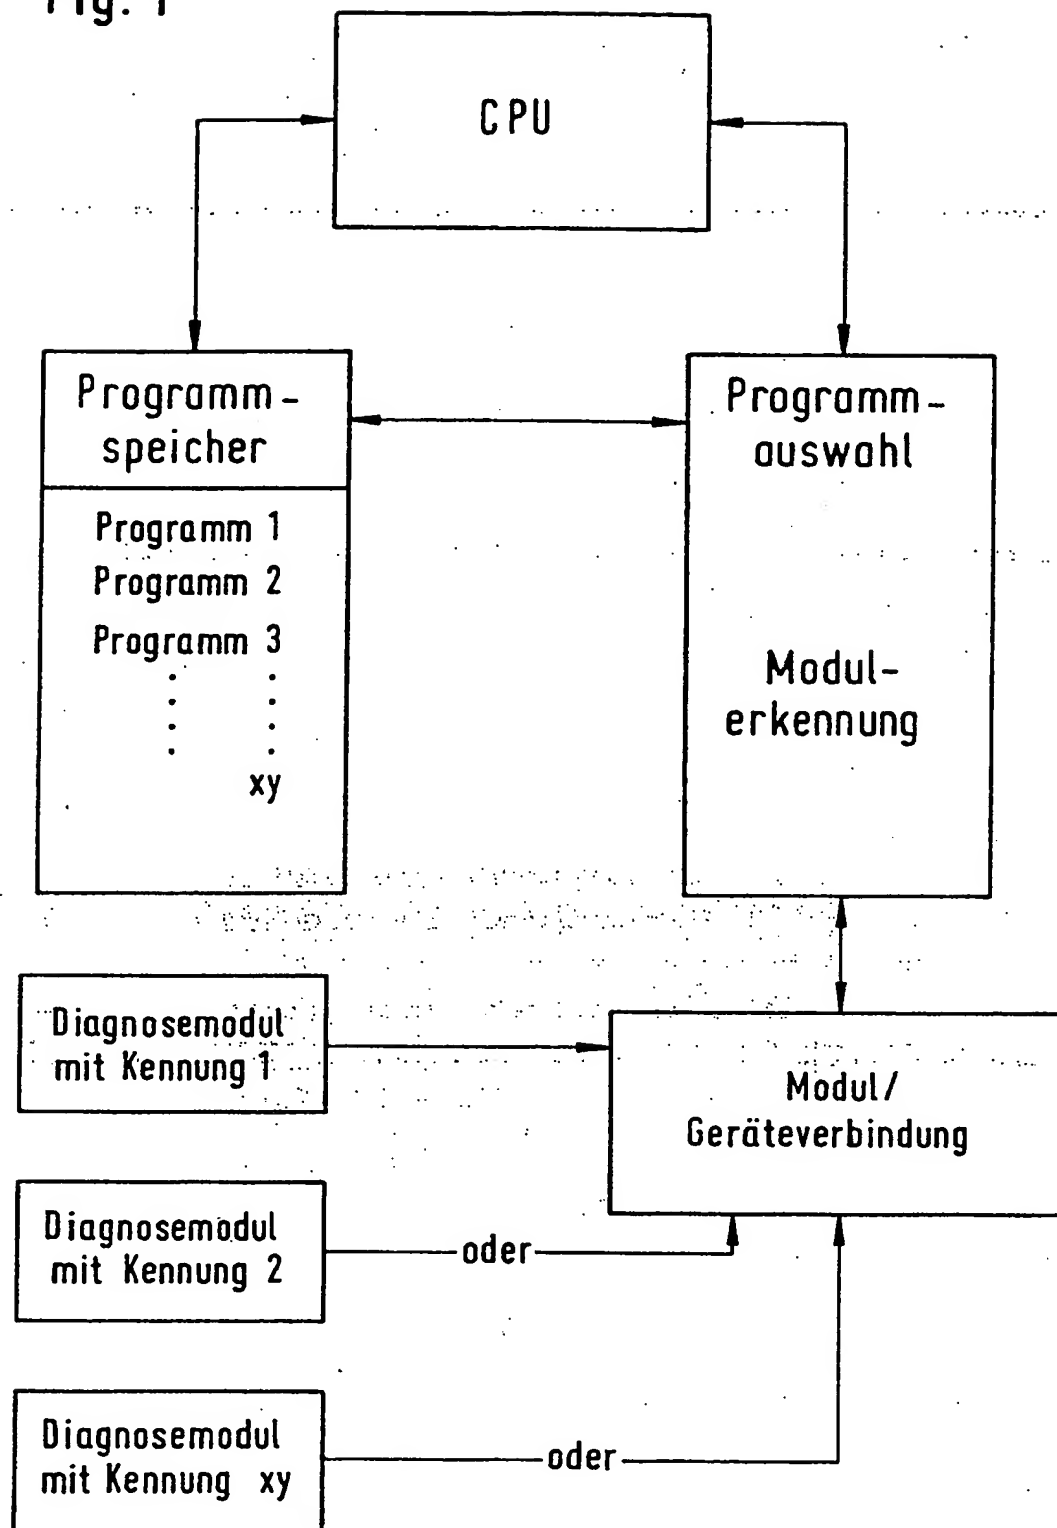 Fig. 1
CPU
Programm-
speicher
Programm 1
Programm 2
Programm 3
xy
Programm-
auswahl
Modul-
erkennung
Diagnosemodul
mit Kennung 1
Modul/
Geräteverbindung
Diagnosemodul
mit Kennung 2
oder
Diagnosemodul
mit Kennung xy
oder